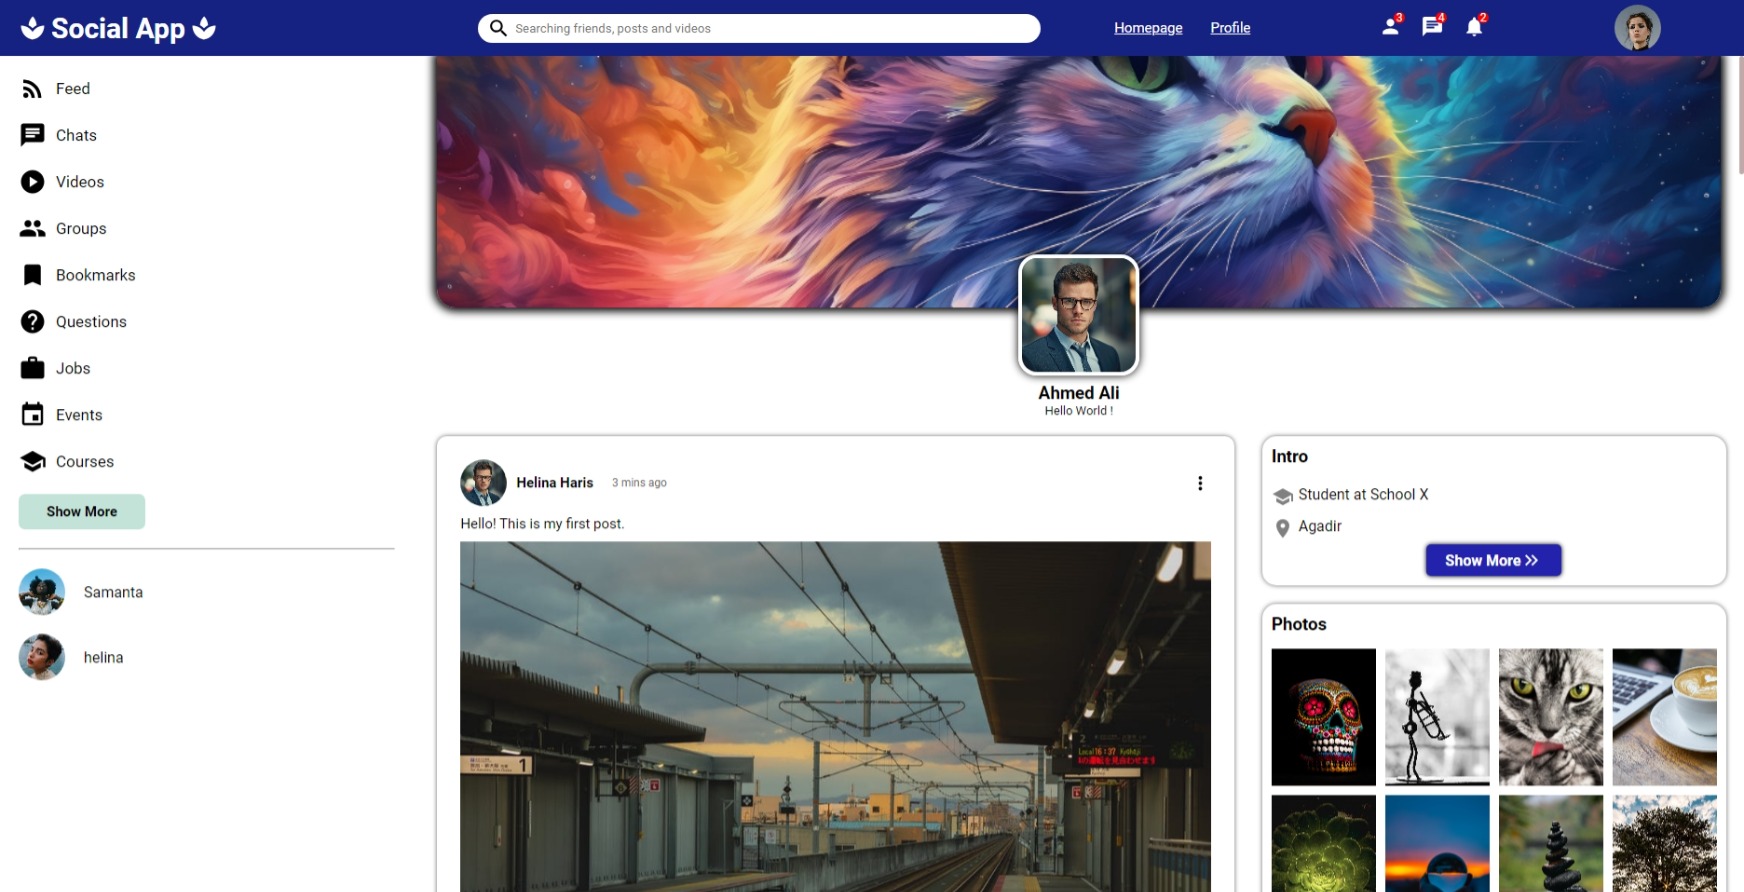 Social App
Searching friends, posts and videos
Homepage
Profile
3
4
2
Feed
Chats
Videos
Groups
Bookmarks
Questions
Jobs
Events
Courses
Show More
Samanta
helina
Ahmed Ali
Hello World !
Helina Haris
3 mins ago
Hello! This is my first post.
1
2
Intro
Student at School X
Agadir
Show More
Photos